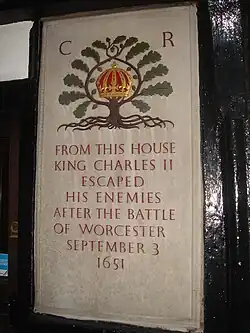 C R
FROM THIS HOUSE
KING CHARLES II
ESCAPED
HIS ENEMIES
AFTER THE BATTLE
OF WORCESTER
SEPTEMBER 3
1651